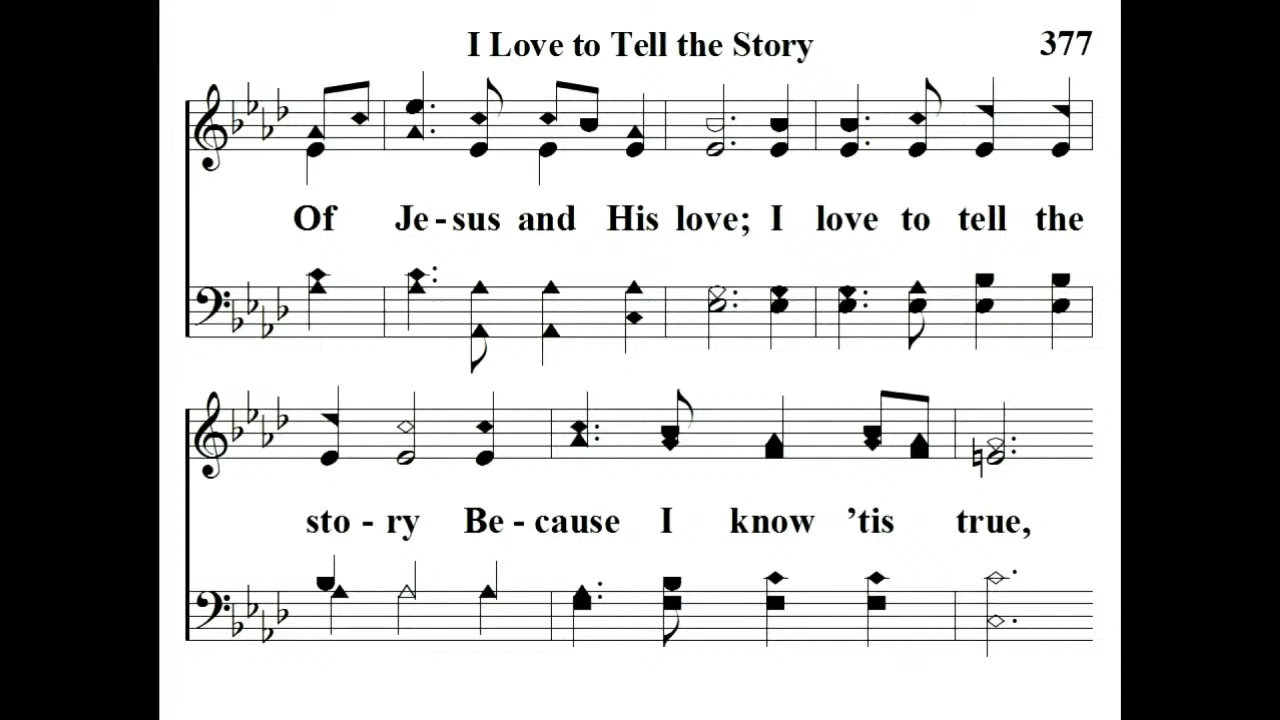 I Love to Tell the Story 377
Of Je-sus and His love; I love to tell the
sto - ry Be - cause I know ’tis true,